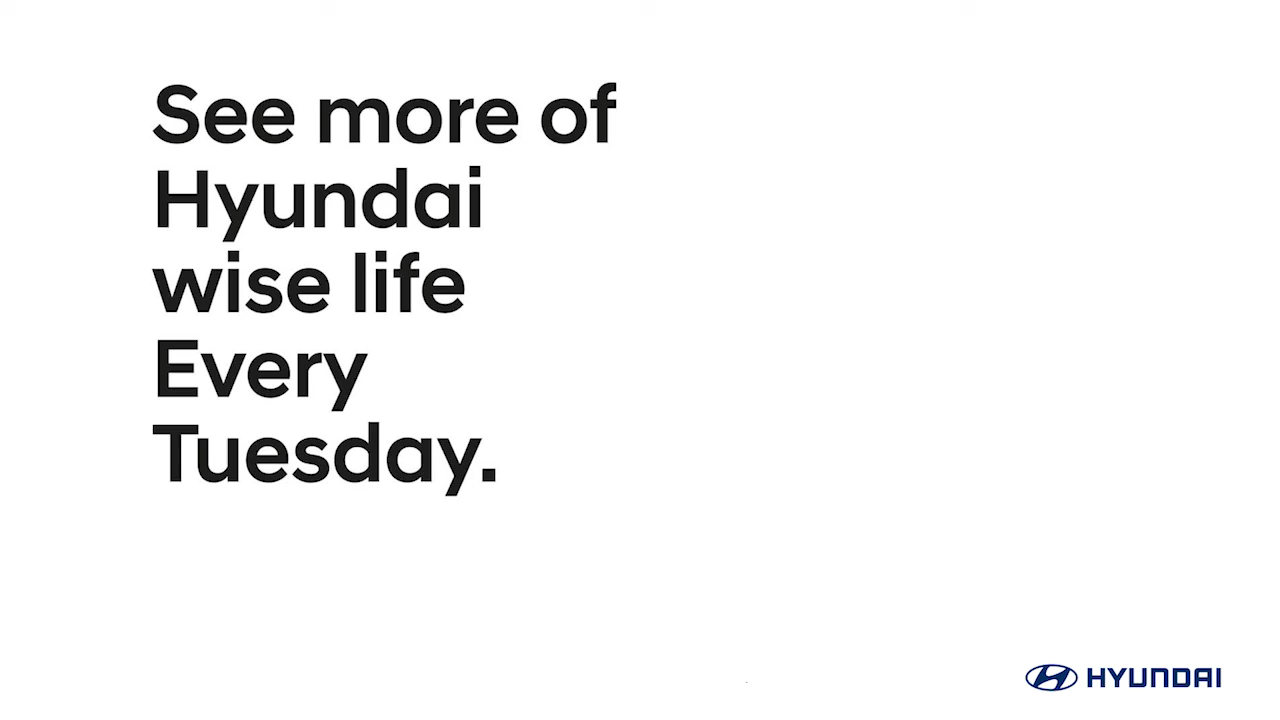 See more of
Hyundai
wise life
Every
Tuesday.
HYUNDAI